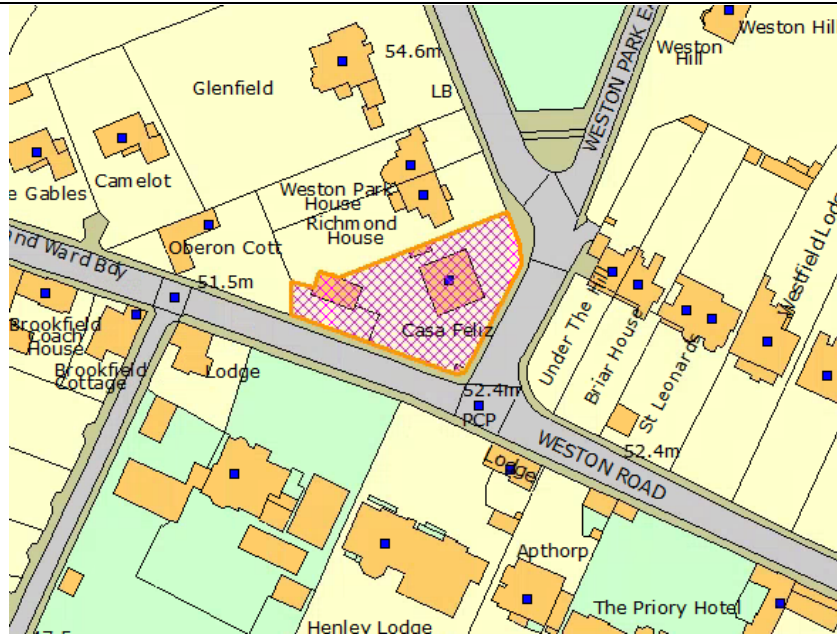 Weston Hill
Weston
Hill
54.6m
Glenfield
LB
WESTON PARK EA
Camelot
e Gables
Weston Park
House
Richmond
House
Oberon Cott
and Ward Bdy
51.5m
Casa Feliz
Westfield Lodg
Under The Hill
Briar House
St Leonards
Brookfield
Coach
House
Brookfield
Cottage
Lodge
52.4m
PCP
52.4m
WESTON ROAD
Lodge
Apthorp
The Priory Hotel
Henley Lodge